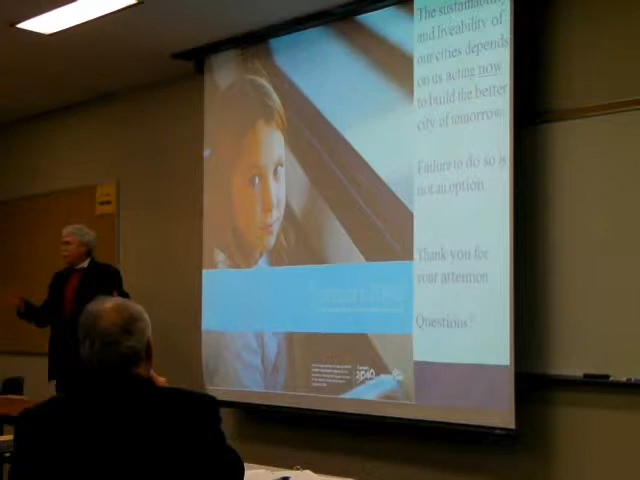 The sustainability
and liveability of
our cities depends
on us acting now
to build the better
city of tomorrow.
Failure to do so is
not an option
Thank you for
your attention
Questions?